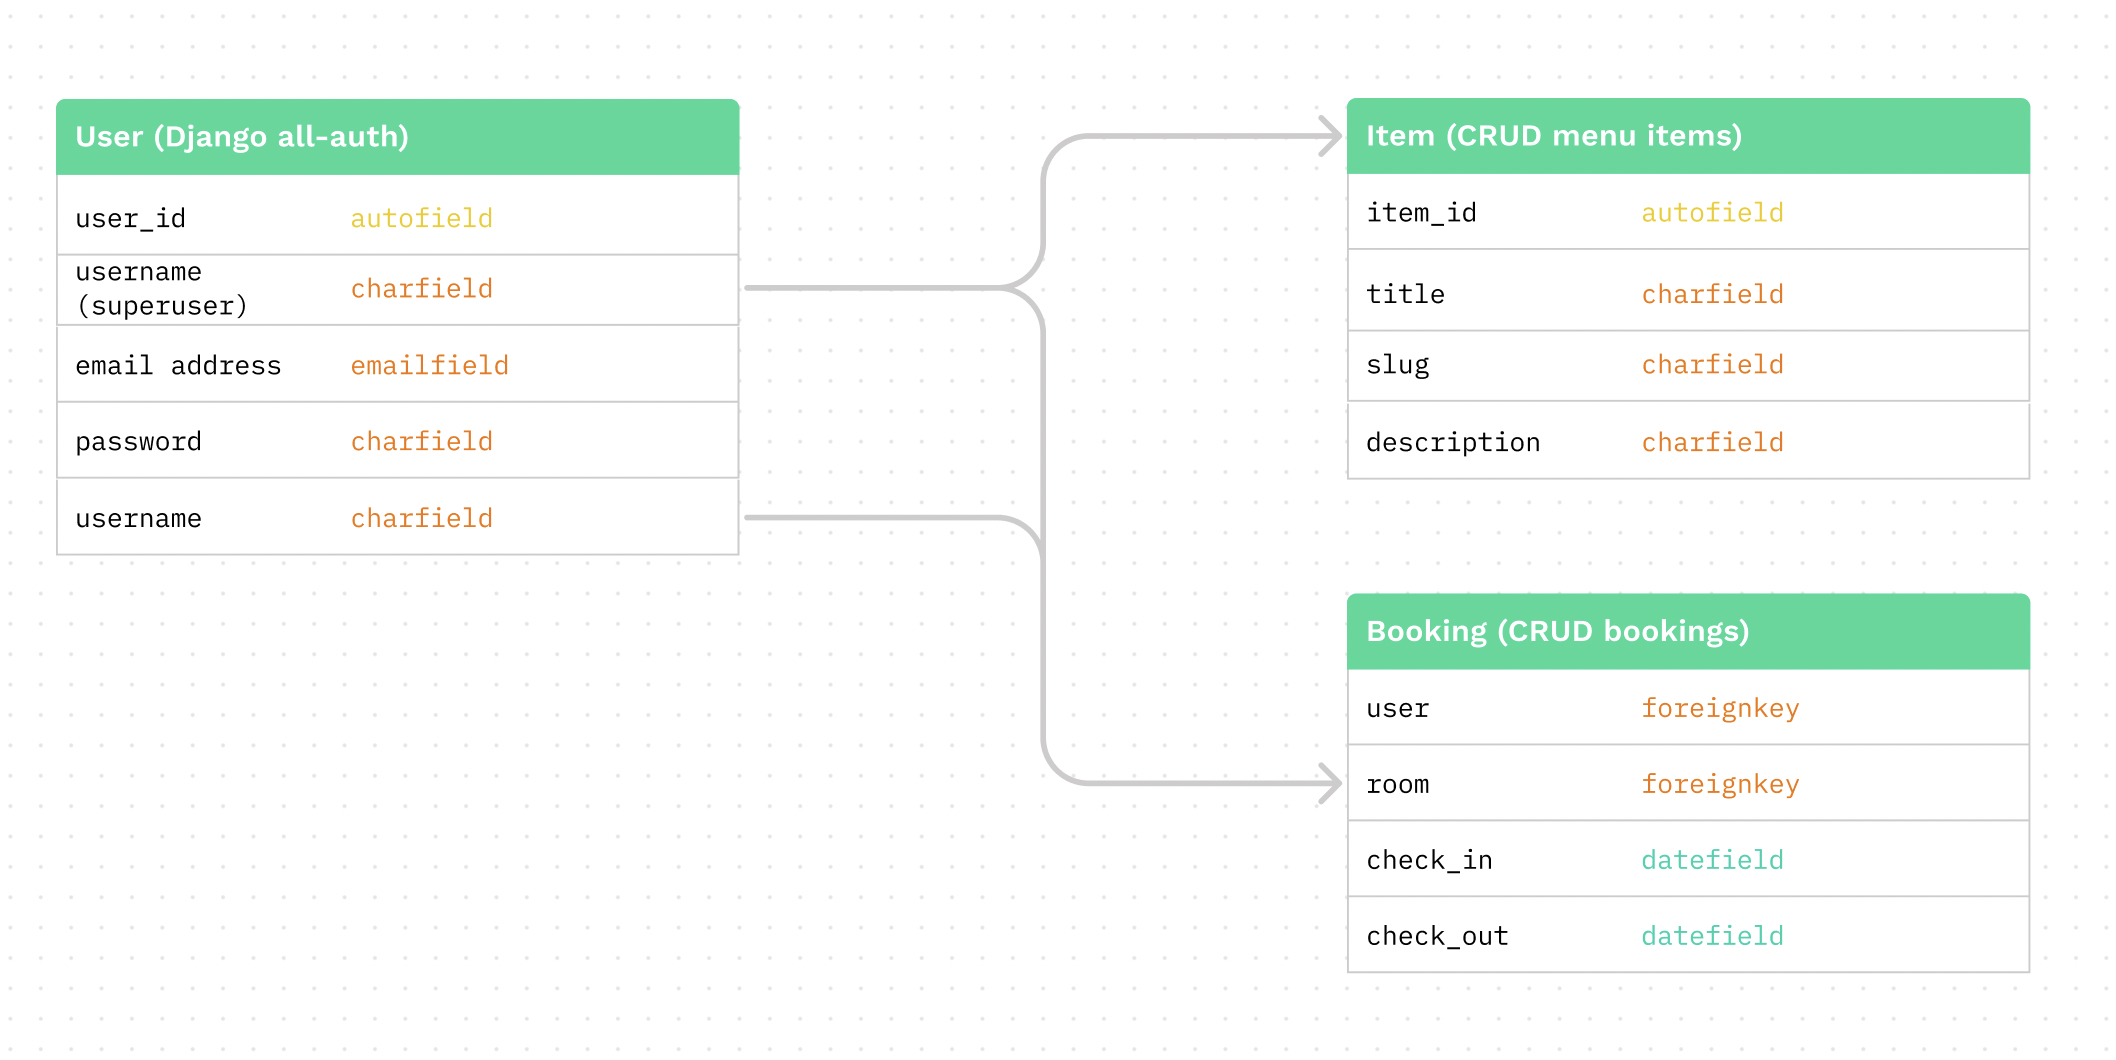 User (Django all-auth)
user_id autofield
username
(superuser) charfield
email address emailfield
password charfield
username charfield
Item (CRUD menu items)
item_id autofield
title charfield
slug charfield
description charfield
Booking (CRUD bookings)
user foreignkey
room foreignkey
check_in datefield
check_out datefield